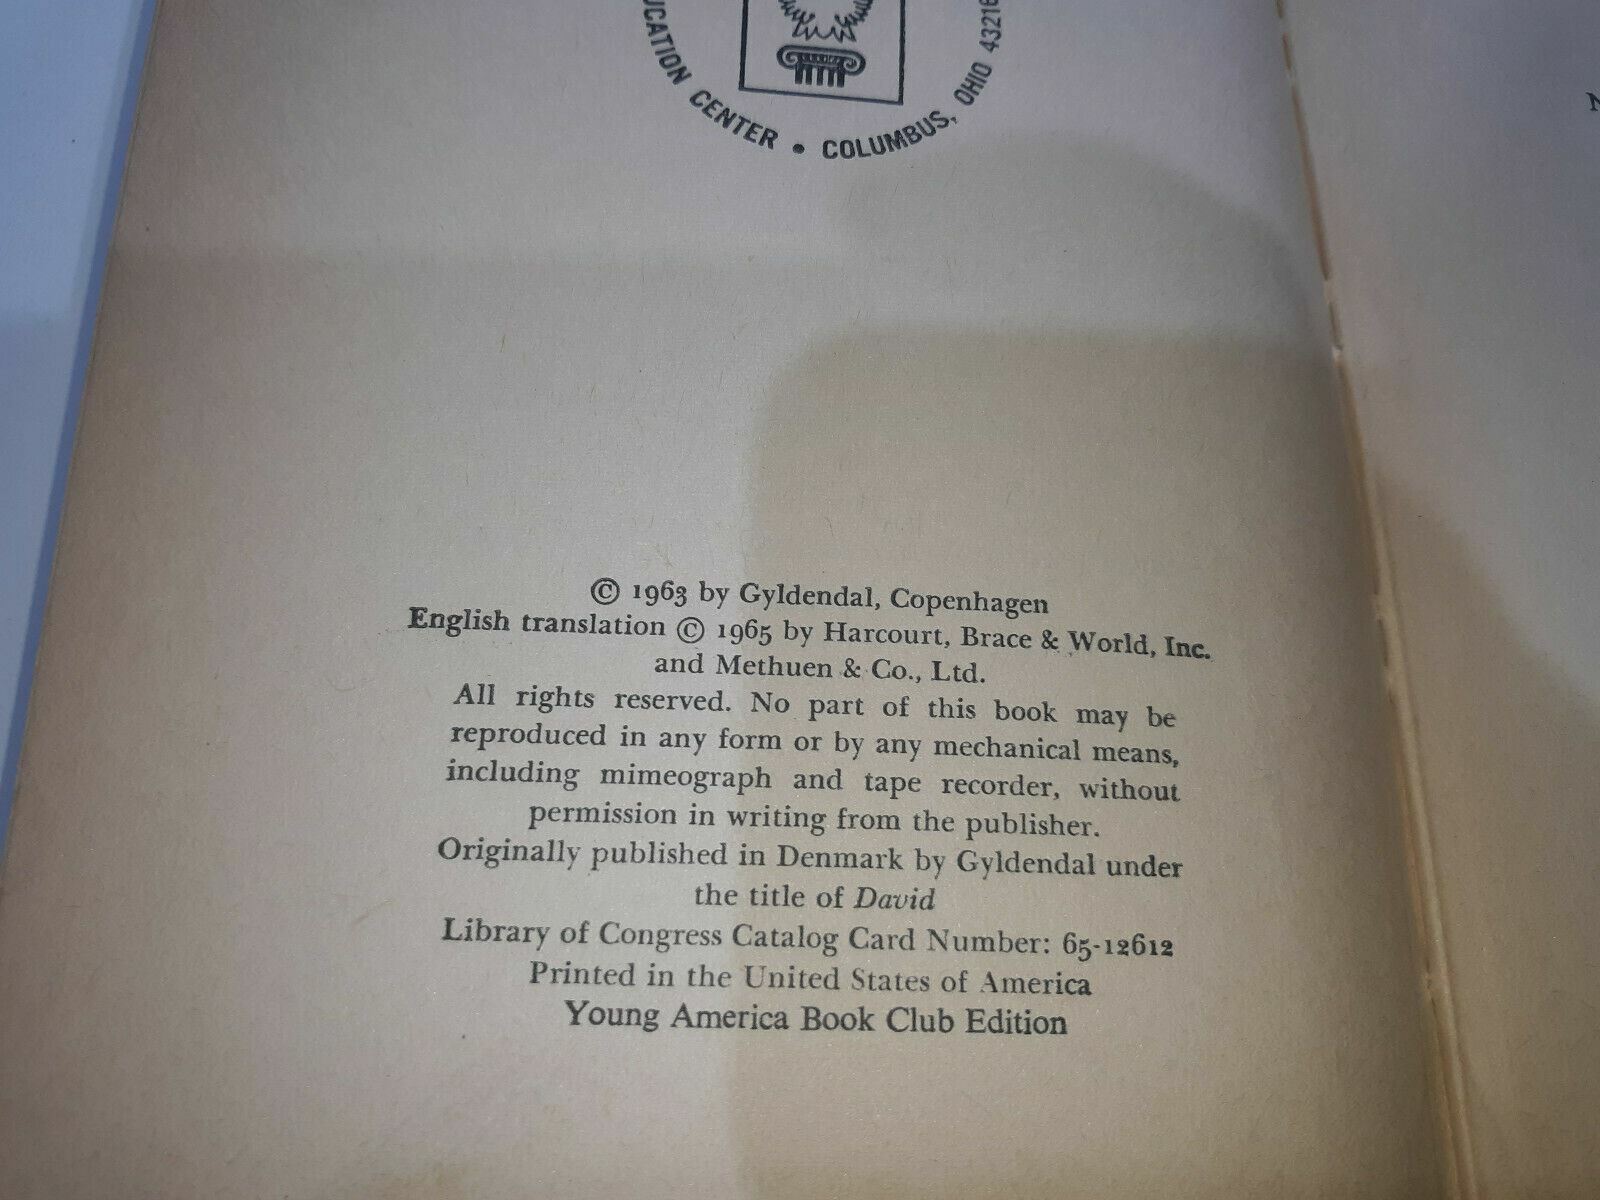 UCATION CENTER • COLUMBUS, OHIO 43216
© 1963 by Gyldendal, Copenhagen
English translation © 1965 by Harcourt, Brace & World, Inc.
and Methuen & Co., Ltd.
All rights reserved. No part of this book may be
reproduced in any form or by any mechanical means,
including mimeograph and tape recorder, without
permission in writing from the publisher.
Originally published in Denmark by Gyldendal under
the title of David
Library of Congress Catalog Card Number: 65-12612
Printed in the United States of America
Young America Book Club Edition